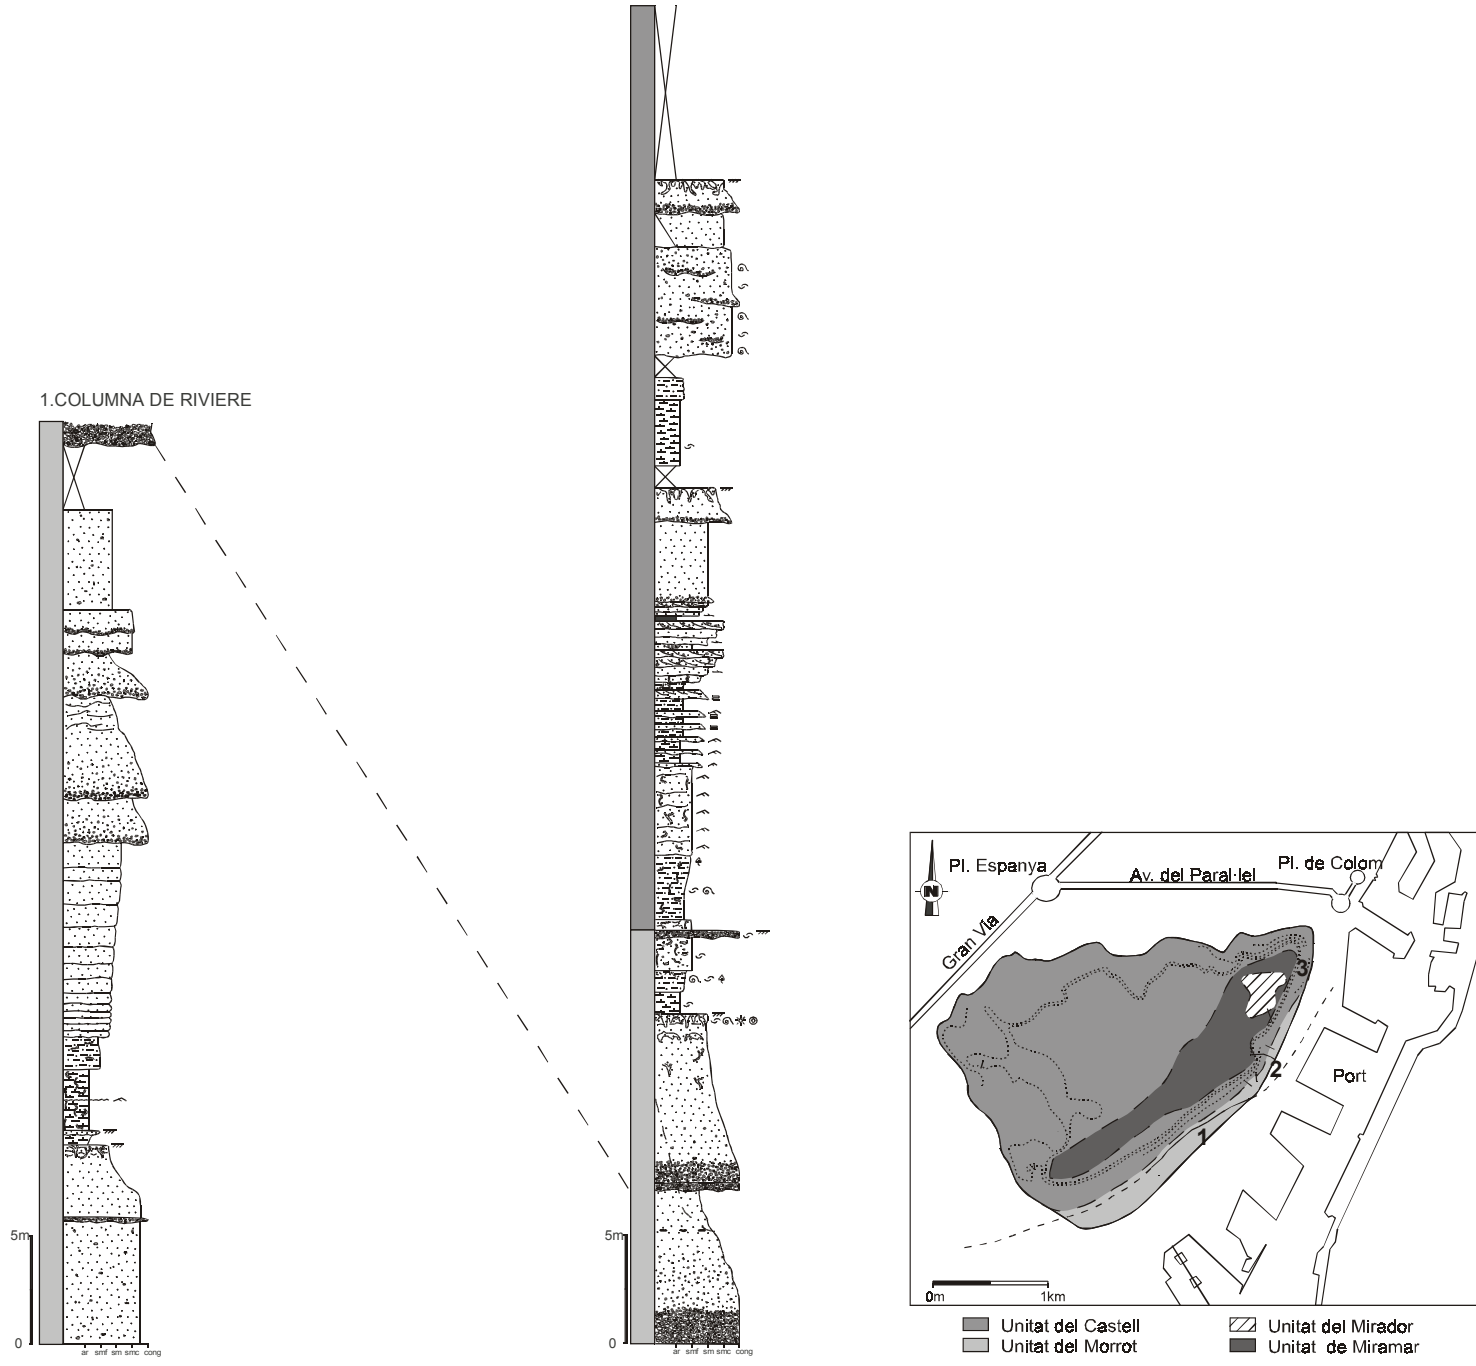 1.COLUMNA DE RIVIERE
5m
0
ar smf sm smc cong
5m
0
ar smf sm smc cong
Pl. Espanya
Av. del Paral·lel
Pl. de Colom
Gran Via
N
3
2
1
Port
0m 1km
Unitat del Castell
Unitat del Morrot
Unitat del Mirador
Unitat de Miramar